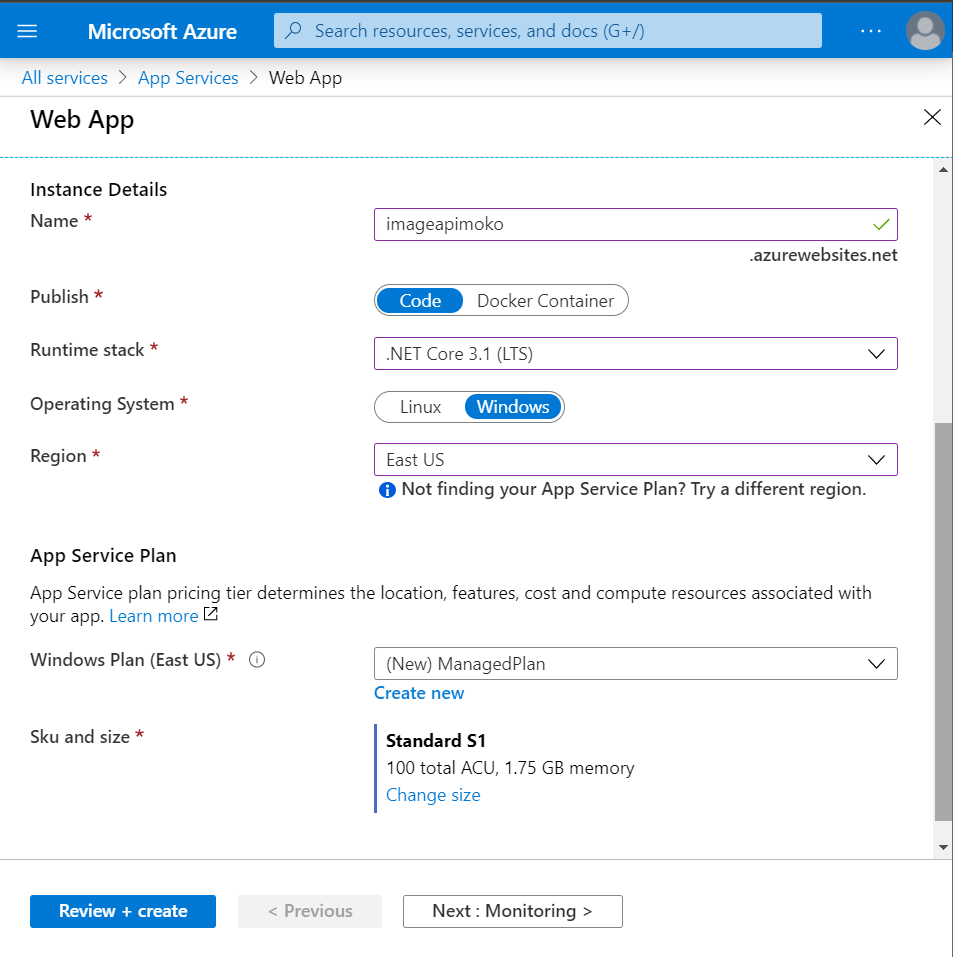 Microsoft Azure
Search resources, services, and docs (G+/)
All services > App Services > Web App
Web App
Instance Details
Name *
imageapimoko
.azurewebsites.net
Publish *
Code
Docker Container
Runtime stack *
.NET Core 3.1 (LTS)
Operating System *
Linux
Windows
Region *
East US
Not finding your App Service Plan? Try a different region.
App Service Plan
App Service plan pricing tier determines the location, features, cost and compute resources associated with
your app. Learn more
Windows Plan (East US) *
(New) ManagedPlan
Create new
Sku and size *
Standard S1
100 total ACU, 1.75 GB memory
Change size
Review + create
< Previous
Next : Monitoring >